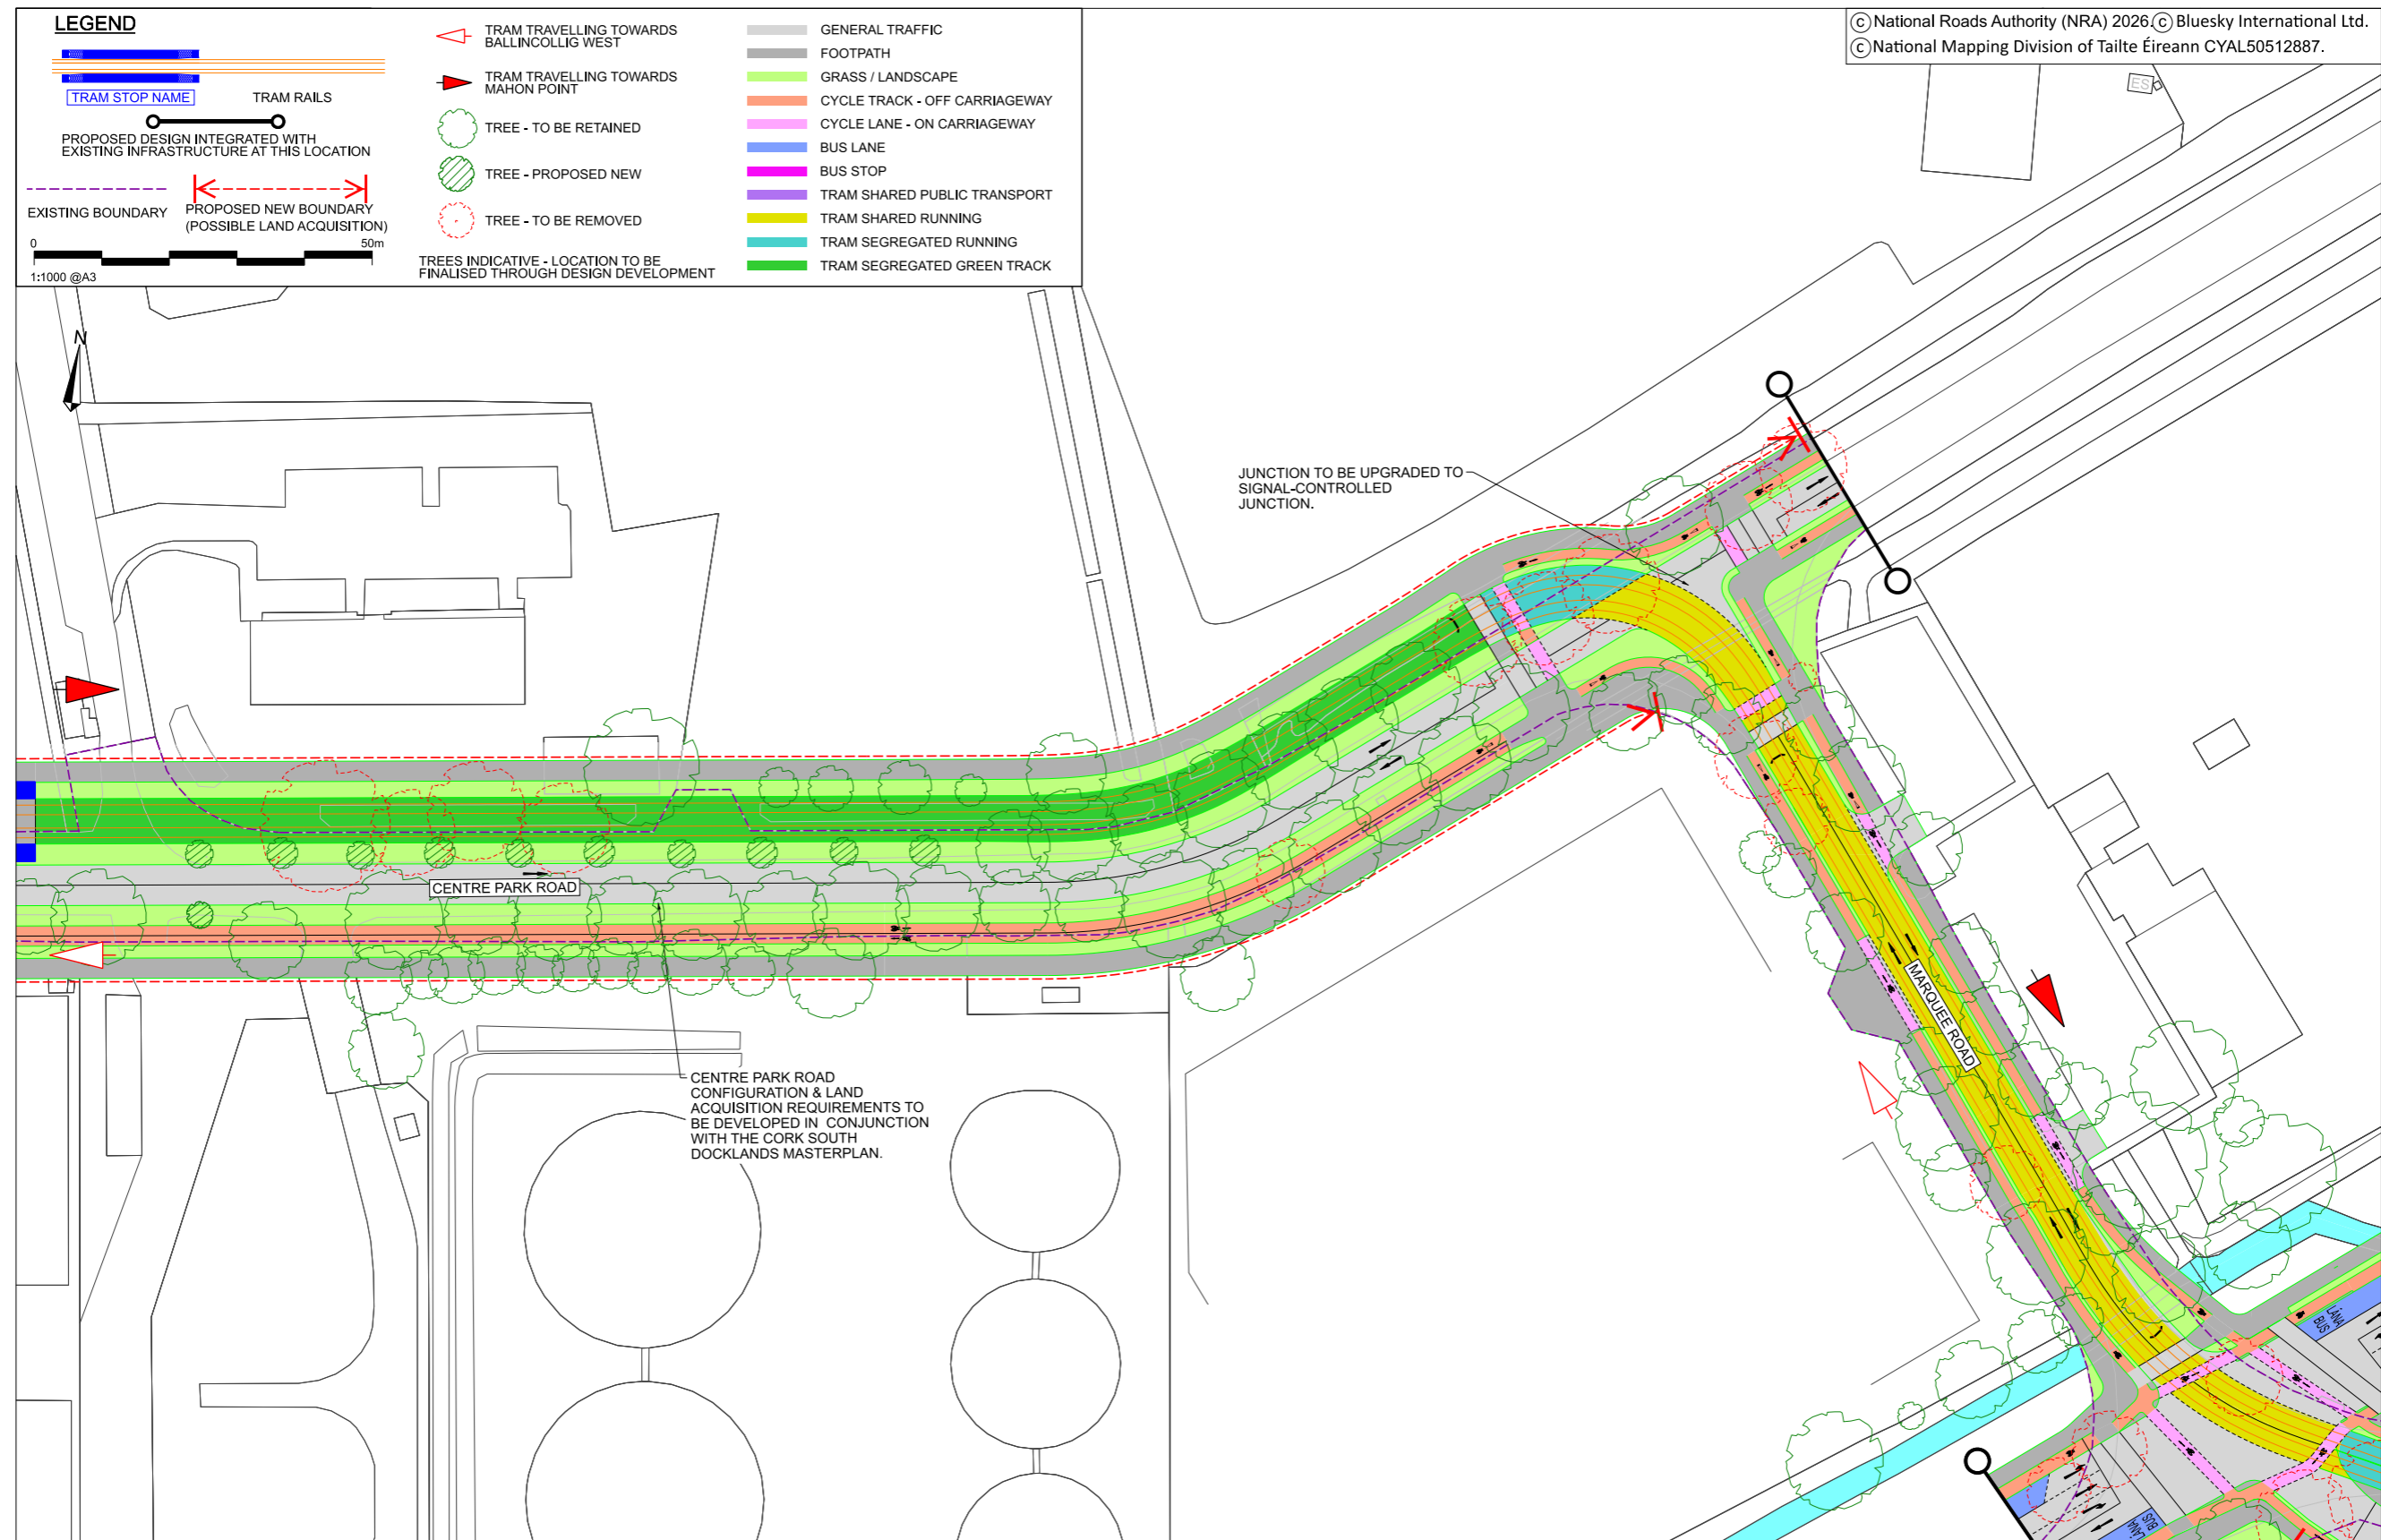 LEGEND
TRAM STOP NAME
TRAM RAILS
PROPOSED DESIGN INTEGRATED WITH
EXISTING INFRASTRUCTURE AT THIS LOCATION
EXISTING BOUNDARY
PROPOSED NEW BOUNDARY
(POSSIBLE LAND ACQUISITION)
0 50m
1:1000 @A3
TRAM TRAVELLING TOWARDS
BALLINCOLLIG WEST
TRAM TRAVELLING TOWARDS
MAHON POINT
TREE - TO BE RETAINED
TREE - PROPOSED NEW
TREE - TO BE REMOVED
TREES INDICATIVE - LOCATION TO BE
FINALISED THROUGH DESIGN DEVELOPMENT
GENERAL TRAFFIC
FOOTPATH
GRASS / LANDSCAPE
CYCLE TRACK - OFF CARRIAGEWAY
CYCLE LANE - ON CARRIAGEWAY
BUS LANE
BUS STOP
TRAM SHARED PUBLIC TRANSPORT
TRAM SHARED RUNNING
TRAM SEGREGATED RUNNING
TRAM SEGREGATED GREEN TRACK
© National Roads Authority (NRA) 2026. © Bluesky International Ltd.
© National Mapping Division of Tailte Éireann CYAL50512887.
ES
N
JUNCTION TO BE UPGRADED TO
SIGNAL-CONTROLLED
JUNCTION.
CENTRE PARK ROAD
MARQUEE ROAD
CENTRE PARK ROAD
CONFIGURATION & LAND
ACQUISITION REQUIREMENTS TO
BE DEVELOPED IN CONJUNCTION
WITH THE CORK SOUTH
DOCKLANDS MASTERPLAN.
LÁNA
BUS
LÁNA
BUS